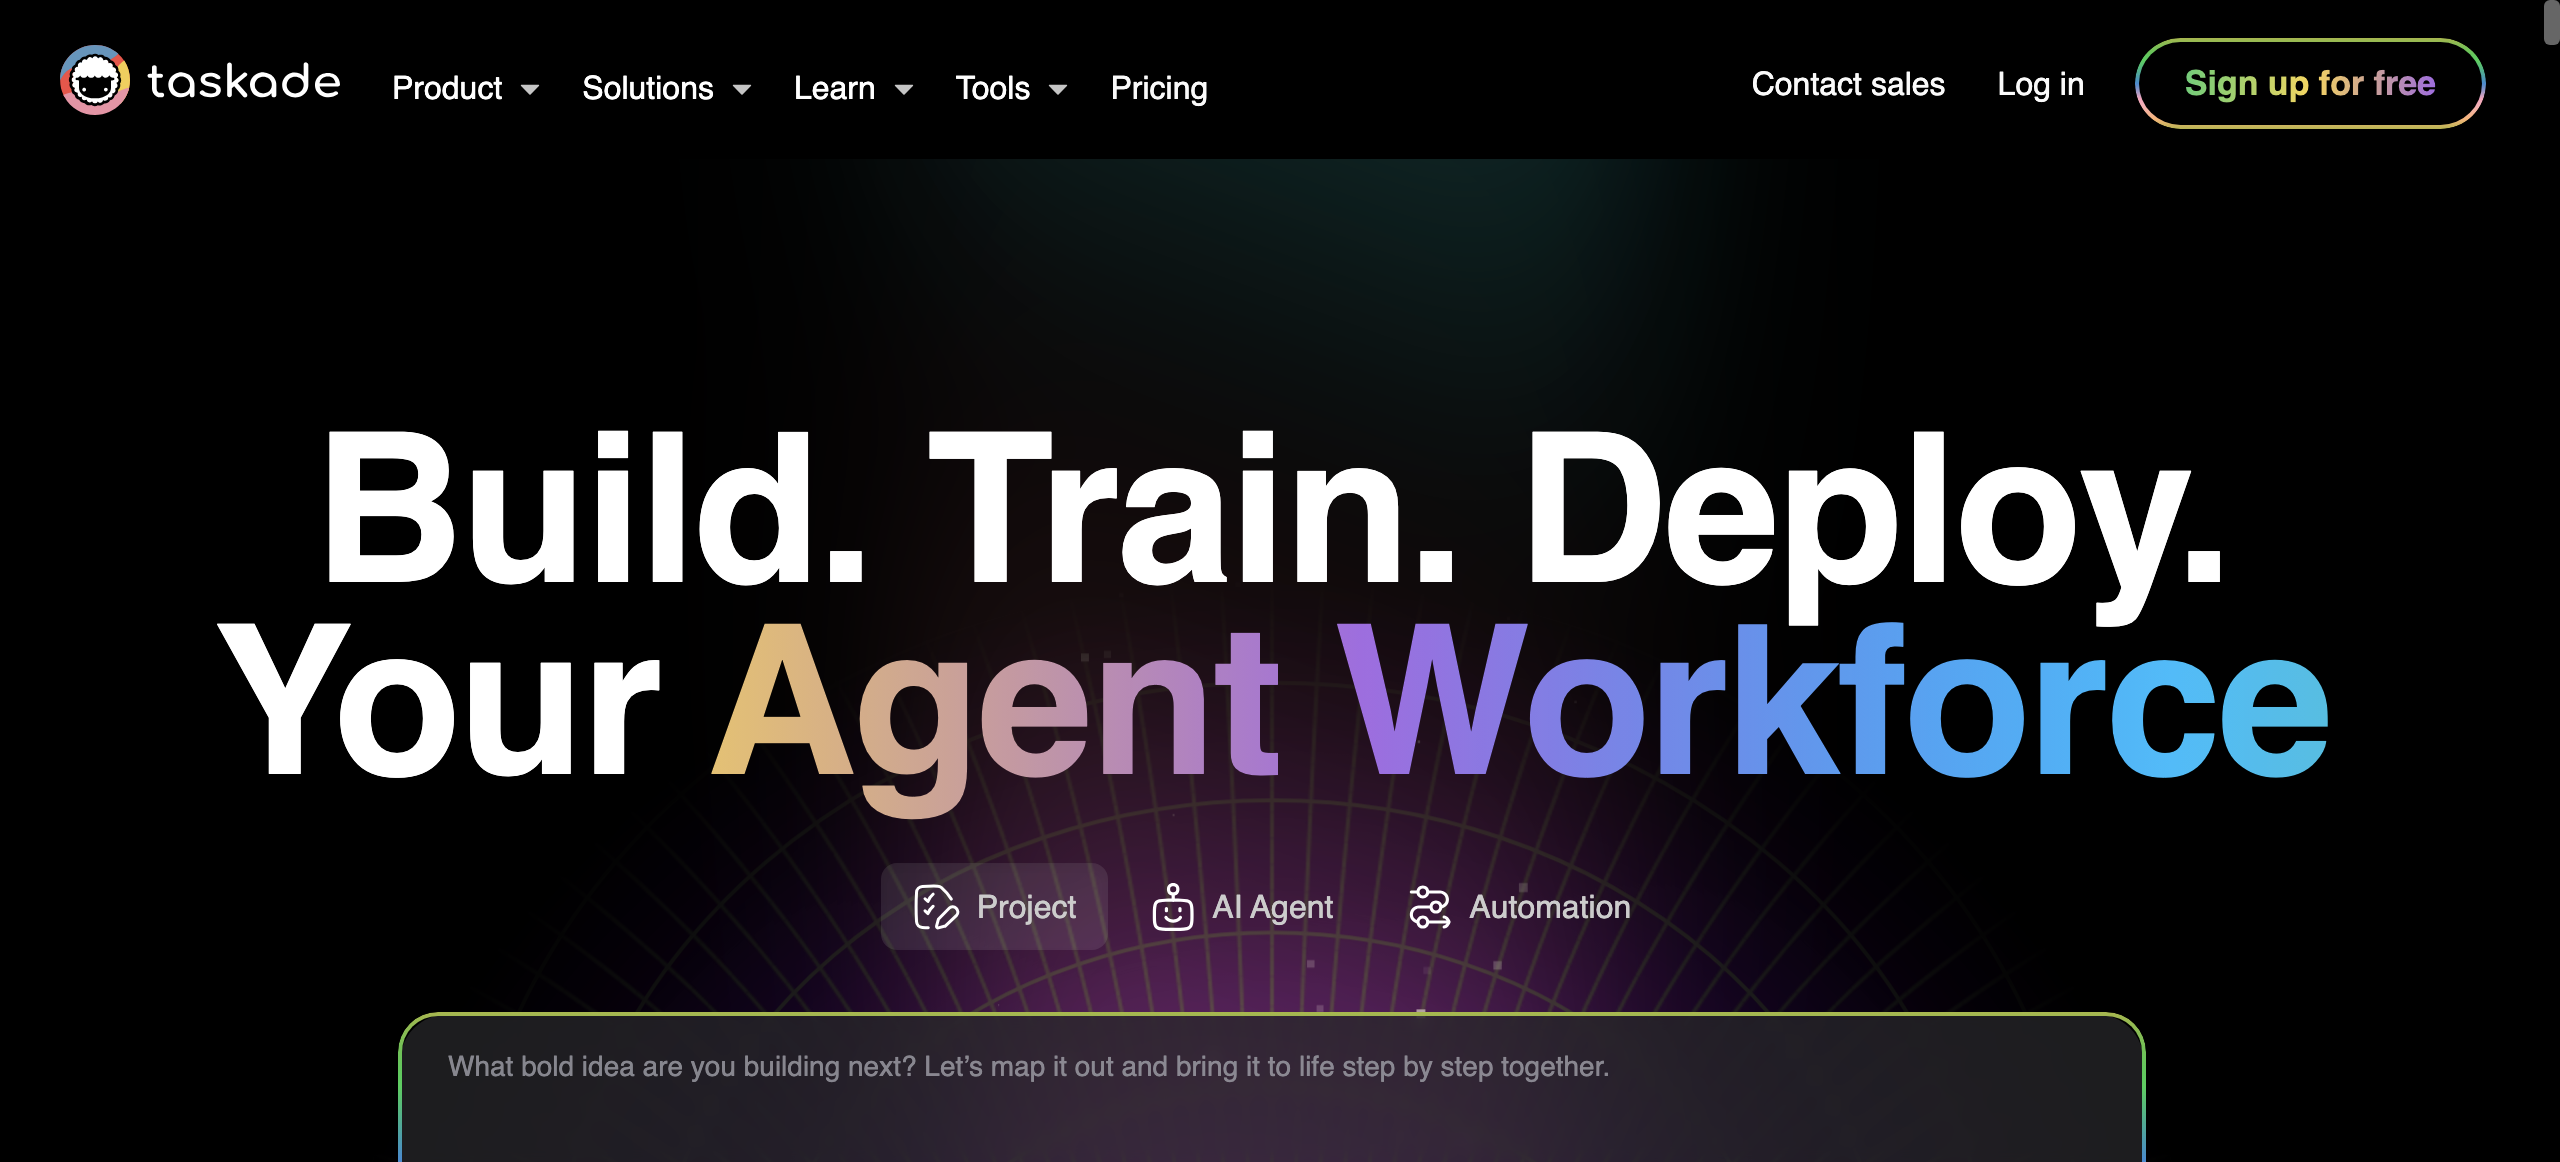 taskade Product Solutions Learn Tools Pricing Contact sales Log in Sign up for free
Build. Train. Deploy.
Your Agent Workforce
Project AI Agent Automation
What bold idea are you building next? Let’s map it out and bring it to life step by step together.